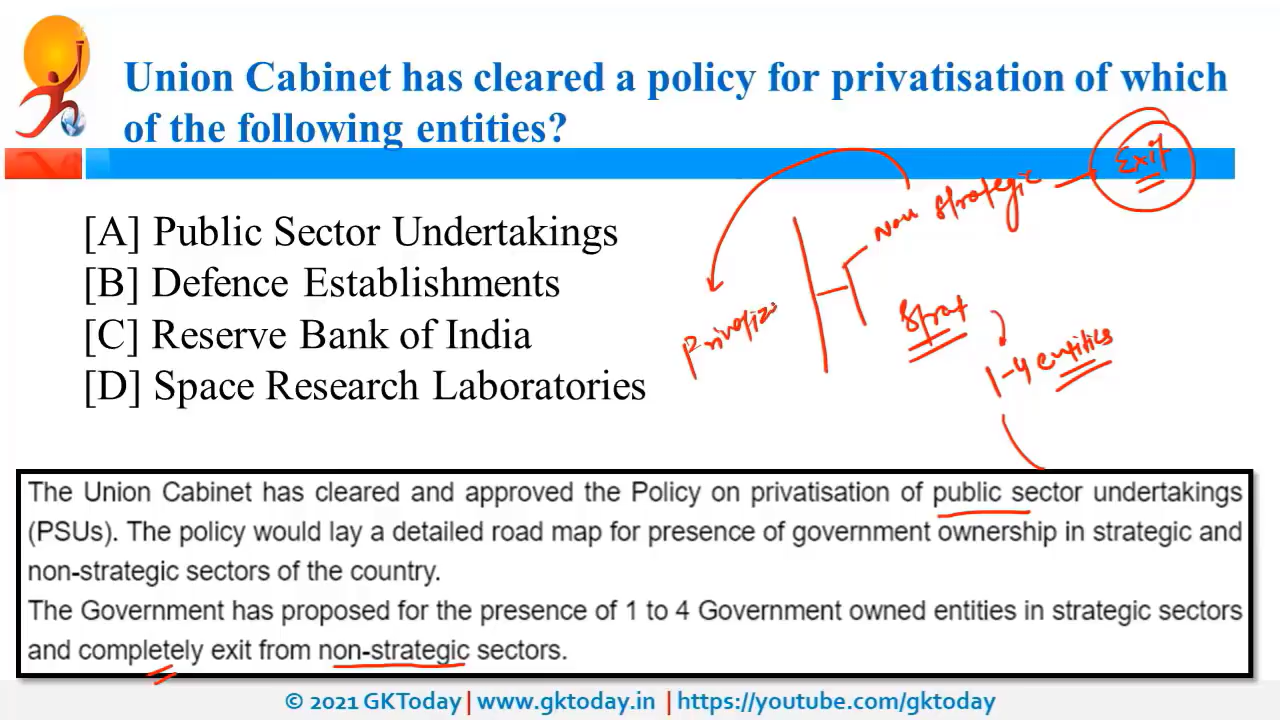 Union Cabinet has cleared a policy for privatisation of which
of the following entities?
[A] Public Sector Undertakings
[B] Defence Establishments
[C] Reserve Bank of India
[D] Space Research Laboratories
Exit
Non strategic
Privatiz
Strat
1-4 entities
The Union Cabinet has cleared and approved the Policy on privatisation of public sector undertakings
(PSUs). The policy would lay a detailed road map for presence of government ownership in strategic and
non-strategic sectors of the country.
The Government has proposed for the presence of 1 to 4 Government owned entities in strategic sectors
and completely exit from non-strategic sectors.
© 2021 GKToday | www.gktoday.in | https://youtube.com/gktoday